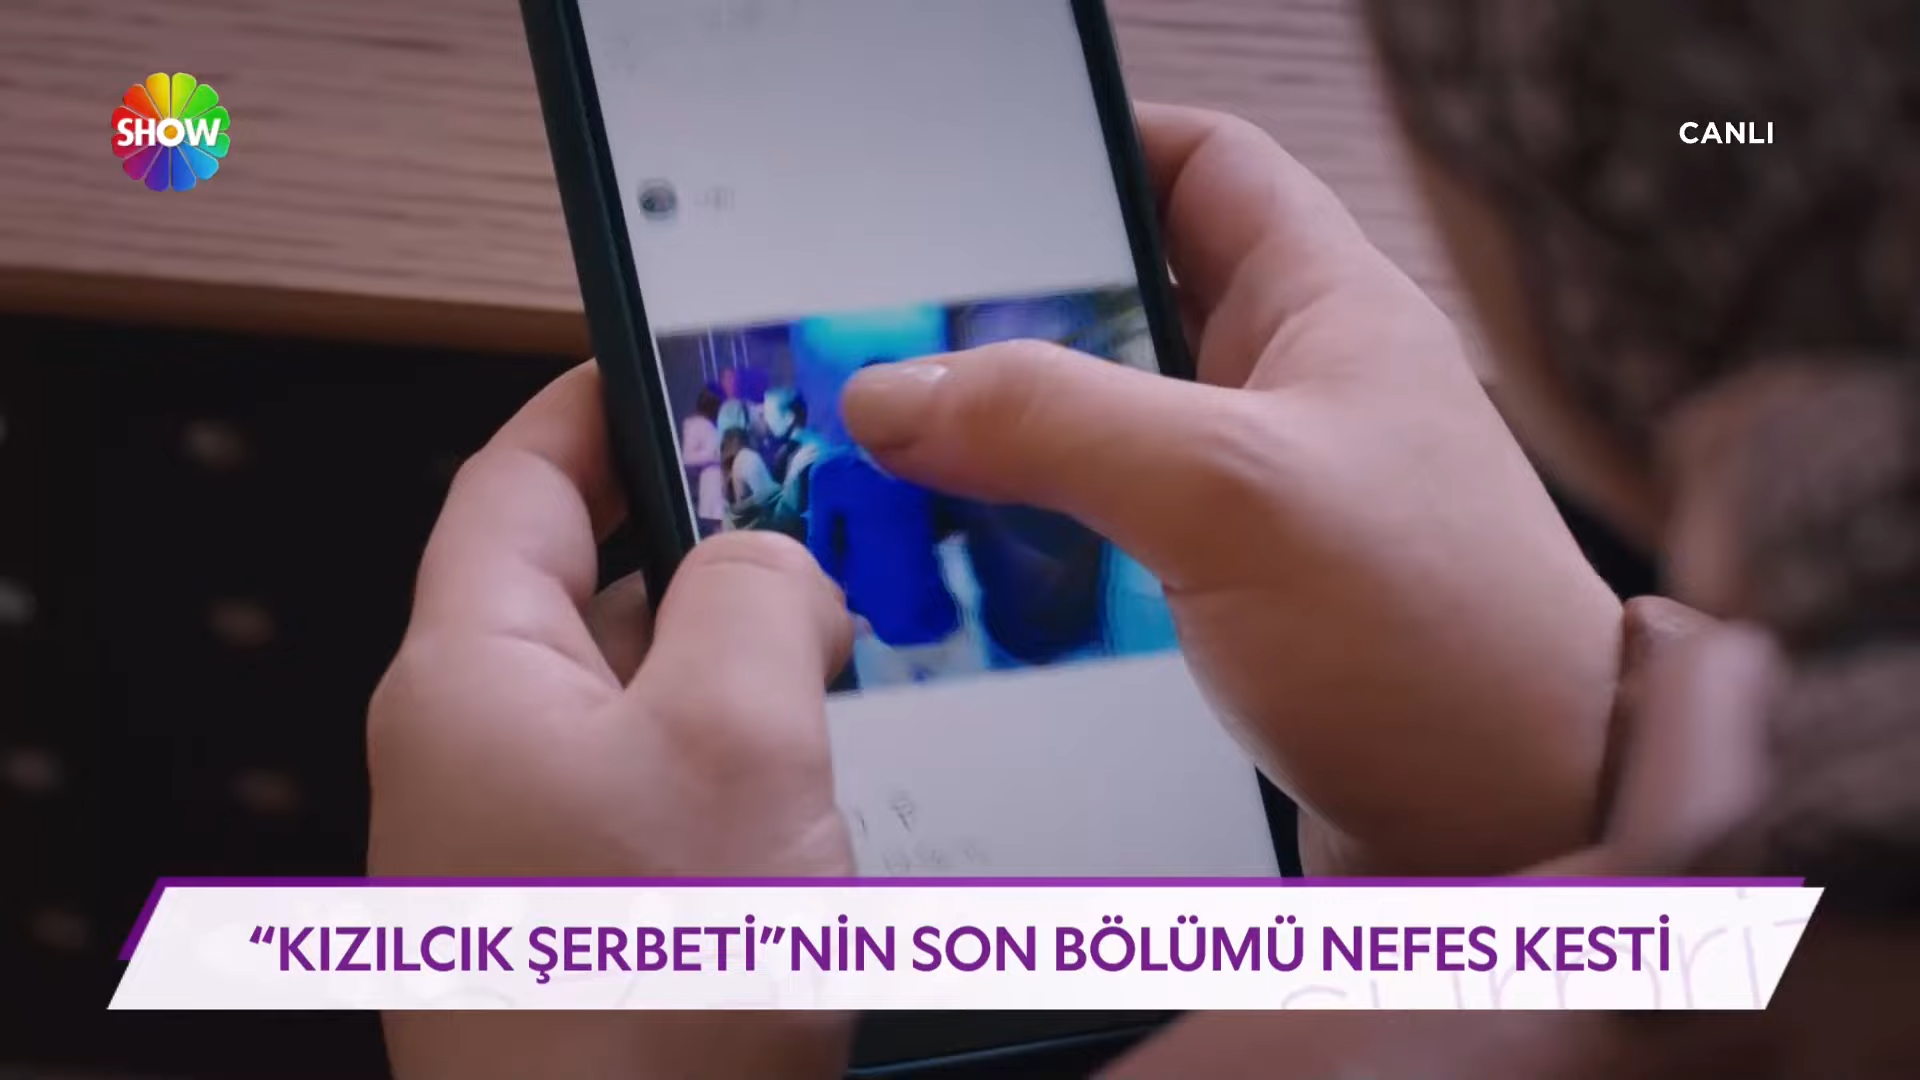 SHOW
CANLI
“KIZILCIK ŞERBETİ”NİN SON BÖLÜMÜ NEFES KESTİ